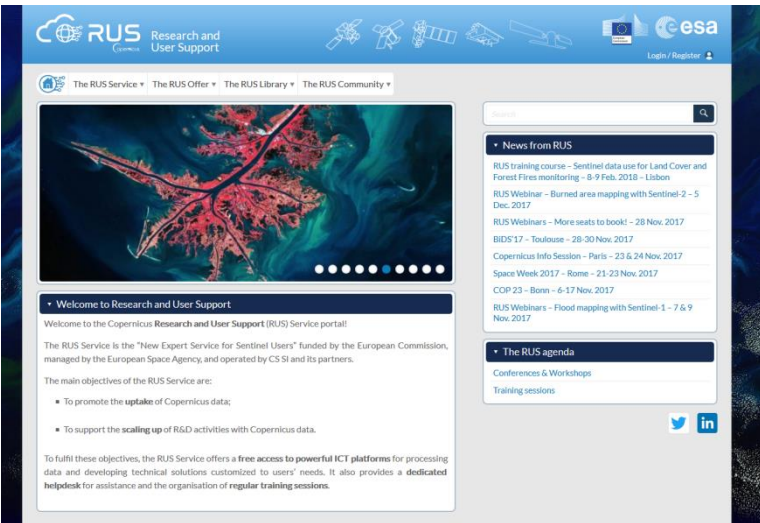 RUS
Copernicus
Research and
User Support
esa
Login / Register
The RUS Service ▾ The RUS Offer ▾ The RUS Library ▾ The RUS Community ▾
Search
▾ News from RUS
RUS training course – Sentinel data use for Land Cover and
Forest Fires monitoring – 8-9 Feb. 2018 – Lisbon
RUS Webinar – Burned area mapping with Sentinel-2 – 5
Dec. 2017
RUS Webinars – More seats to book! – 28 Nov. 2017
BiDS'17 – Toulouse – 28-30 Nov. 2017
Copernicus Info Session – Paris – 23 & 24 Nov. 2017
Space Week 2017 – Rome – 21-23 Nov. 2017
COP 23 – Bonn – 6-17 Nov. 2017
RUS Webinars – Flood mapping with Sentinel-1 – 7 & 9
Nov. 2017
▾ The RUS agenda
Conferences & Workshops
Training sessions
in
▾ Welcome to Research and User Support
Welcome to the Copernicus Research and User Support (RUS) Service portal!
The RUS Service is the "New Expert Service for Sentinel Users" funded by the European Commission,
managed by the European Space Agency, and operated by CS SI and its partners.
The main objectives of the RUS Service are:
▪ To promote the uptake of Copernicus data;
▪ To support the scaling up of R&D activities with Copernicus data.
To fulfil these objectives, the RUS Service offers a free access to powerful ICT platforms for processing
data and developing technical solutions customized to users' needs. It also provides a dedicated
helpdesk for assistance and the organisation of regular training sessions.